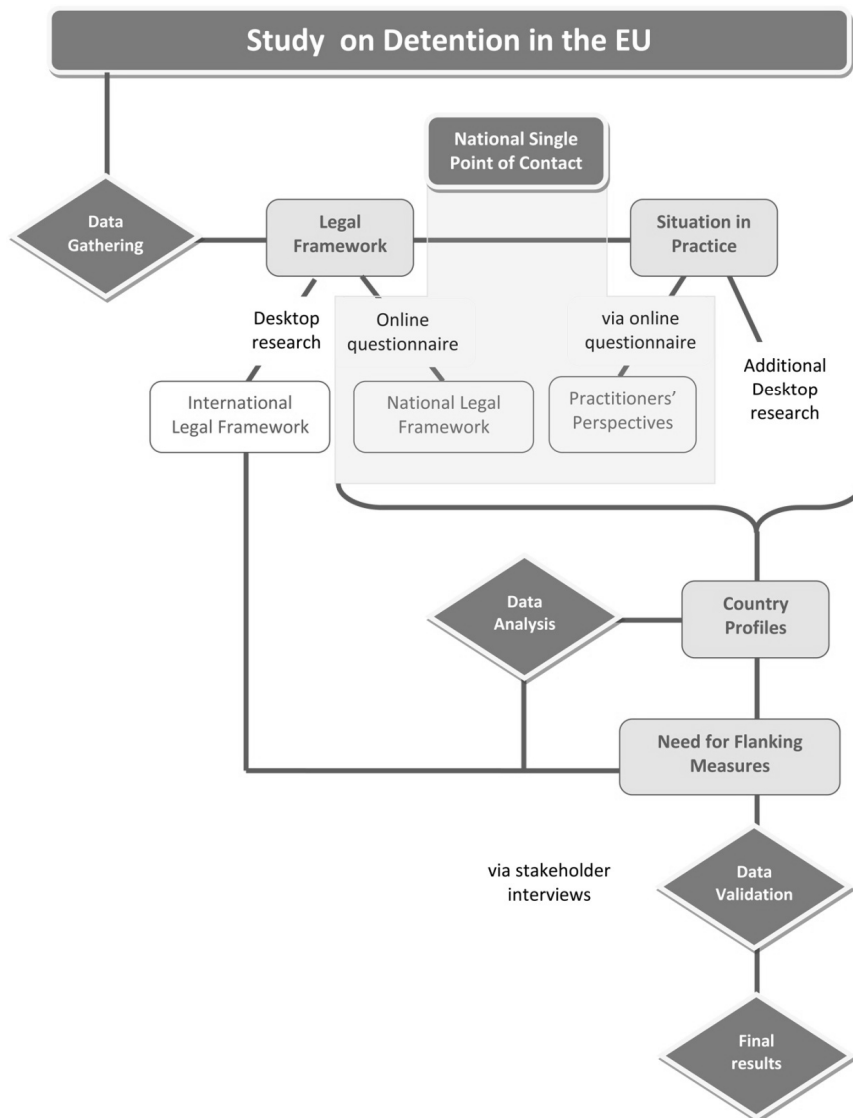 Study on Detention in the EU
National Single
Point of Contact
Data
Gathering
Legal
Framework
Situation in
Practice
Desktop
research
Online
questionnaire
via online
questionnaire
Additional
Desktop
research
International
Legal Framework
National Legal
Framework
Practitioners'
Perspectives
Data
Analysis
Country
Profiles
Need for Flanking
Measures
via stakeholder
interviews
Data
Validation
Final
results